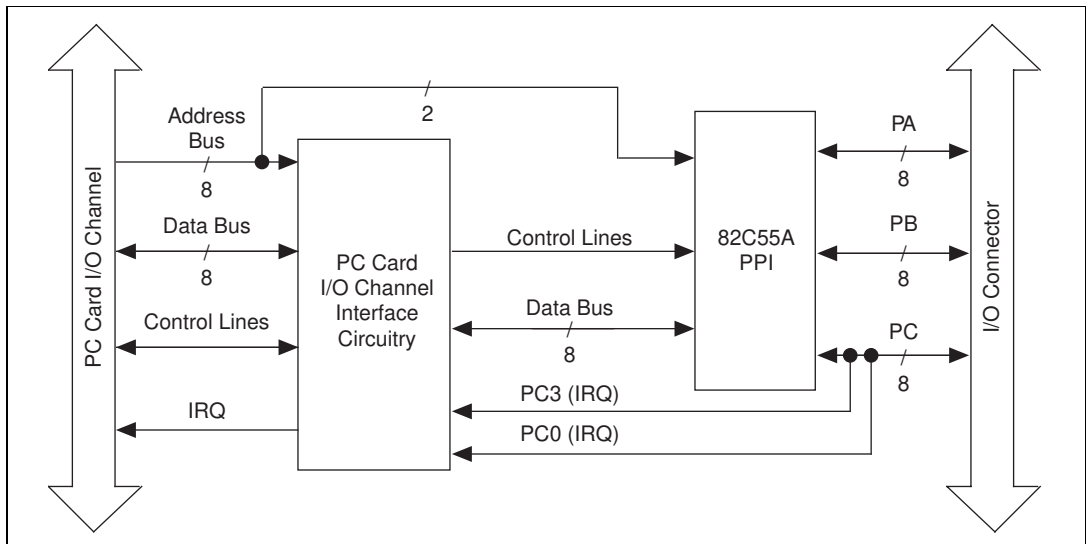 PC Card I/O Channel
Address
Bus
8
2
Data Bus
8
Control Lines
IRQ
PC Card
I/O Channel
Interface
Circuitry
Control Lines
Data Bus
8
PC3 (IRQ)
PC0 (IRQ)
82C55A
PPI
PA
8
PB
8
PC
8
I/O Connector